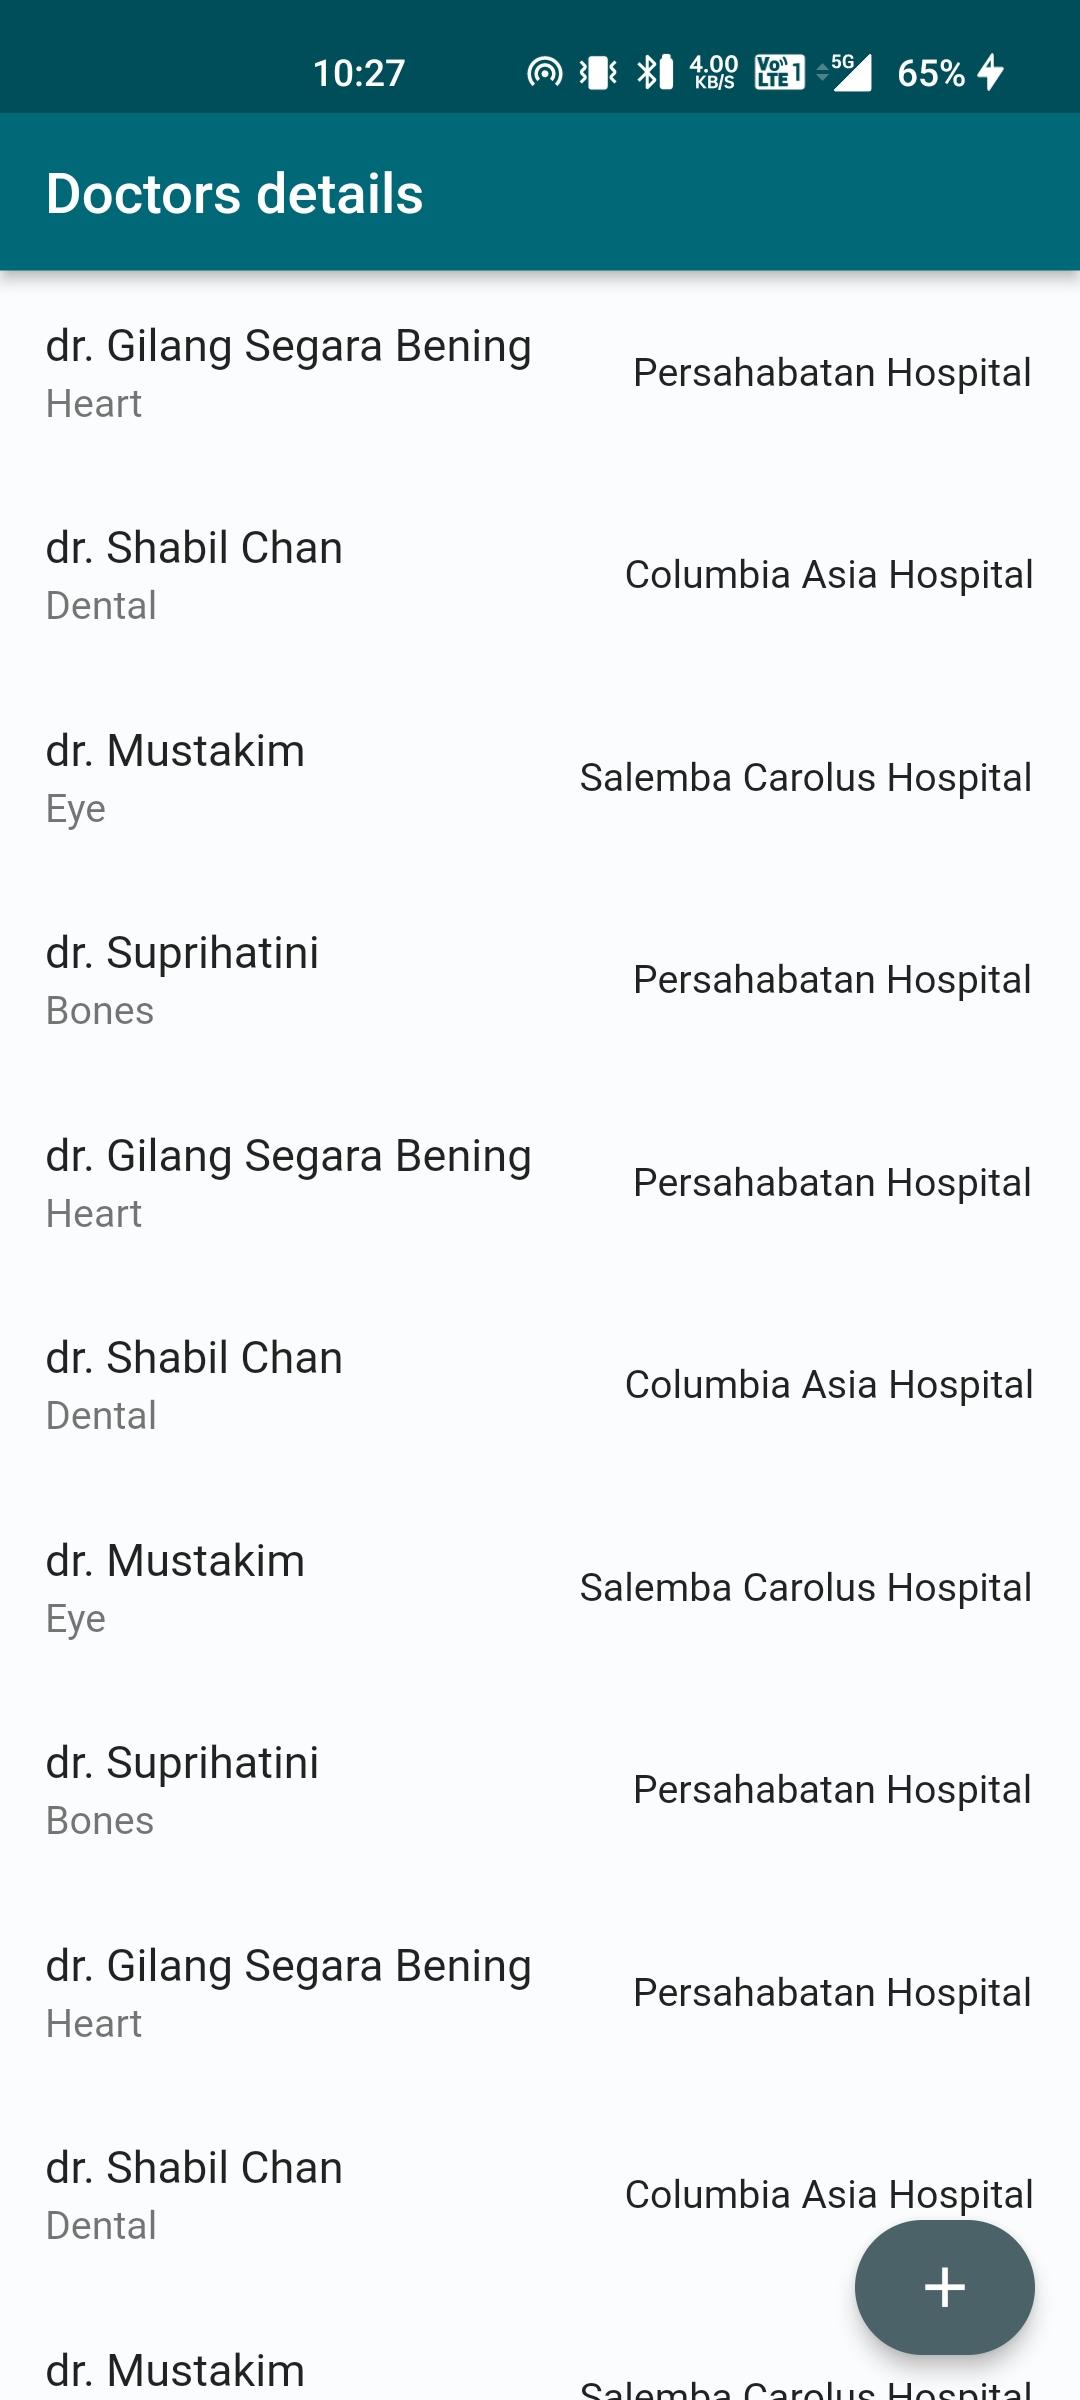 10:27 4.00 KB/S VoLTE 1 5G 65%
Doctors details
dr. Gilang Segara Bening
Heart
Persahabatan Hospital
dr. Shabil Chan
Dental
Columbia Asia Hospital
dr. Mustakim
Eye
Salemba Carolus Hospital
dr. Suprihatini
Bones
Persahabatan Hospital
dr. Gilang Segara Bening
Heart
Persahabatan Hospital
dr. Shabil Chan
Dental
Columbia Asia Hospital
dr. Mustakim
Eye
Salemba Carolus Hospital
dr. Suprihatini
Bones
Persahabatan Hospital
dr. Gilang Segara Bening
Heart
Persahabatan Hospital
dr. Shabil Chan
Dental
Columbia Asia Hospital
+
dr. Mustakim
Salemba Carolus Hospital